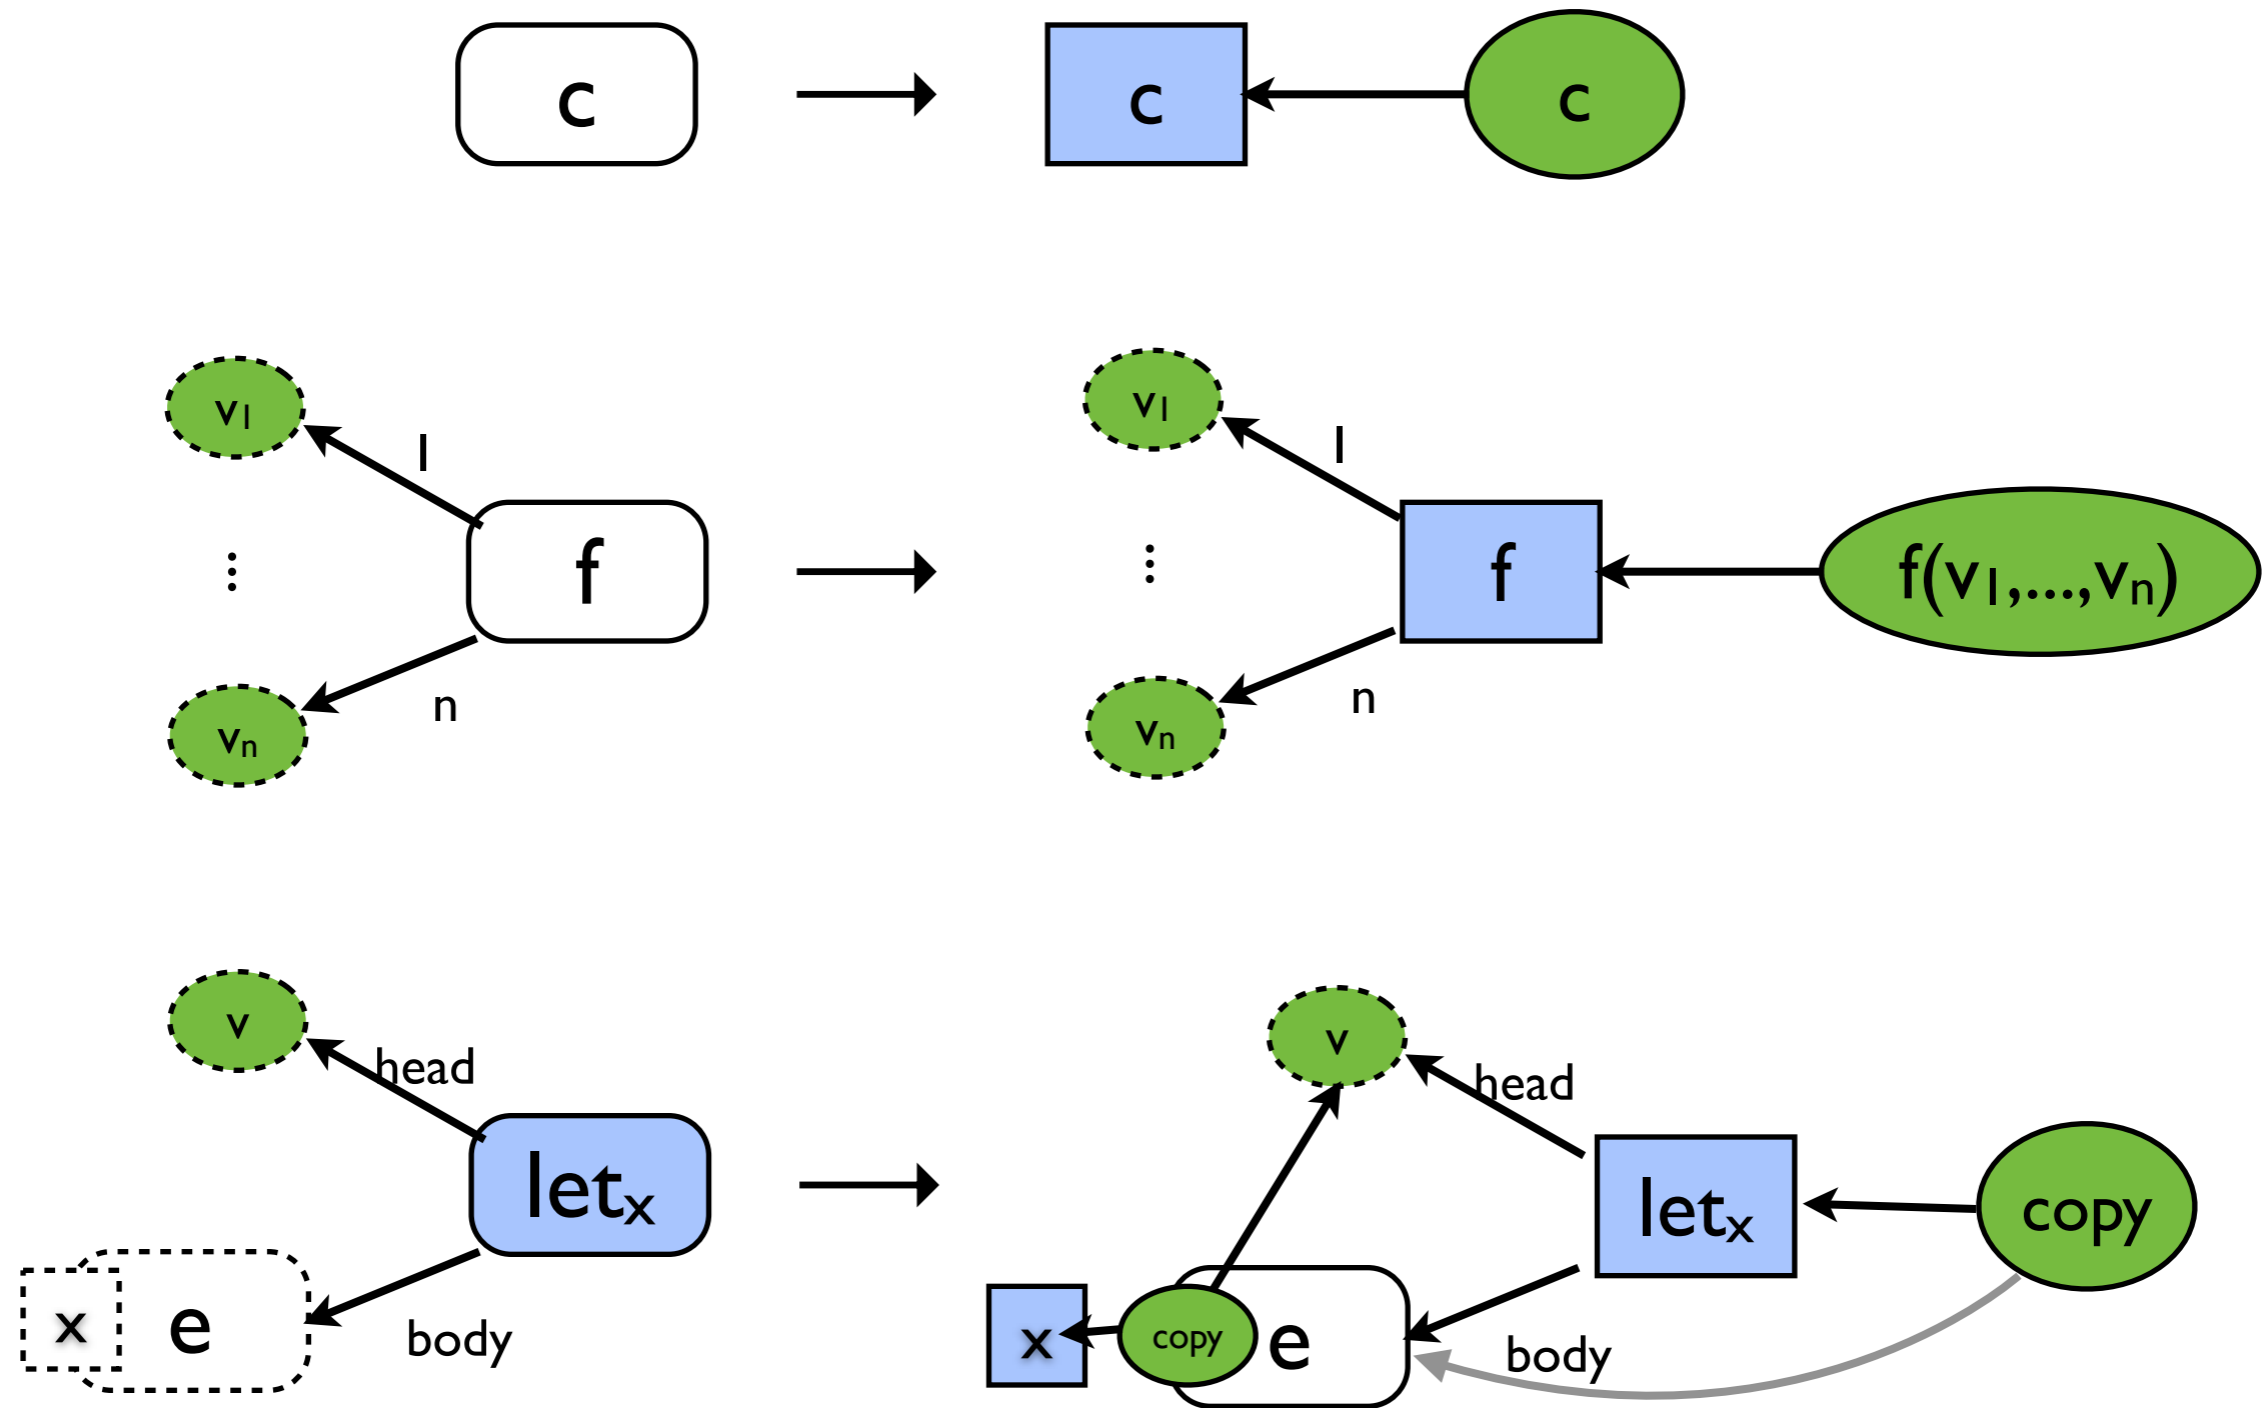 c
c
c
v1
1
⋮
f
n
vn
v1
1
⋮
f
f(v1,...,vn)
n
vn
v
head
letx
x
e
body
v
head
letx
copy
x
copy
e
body